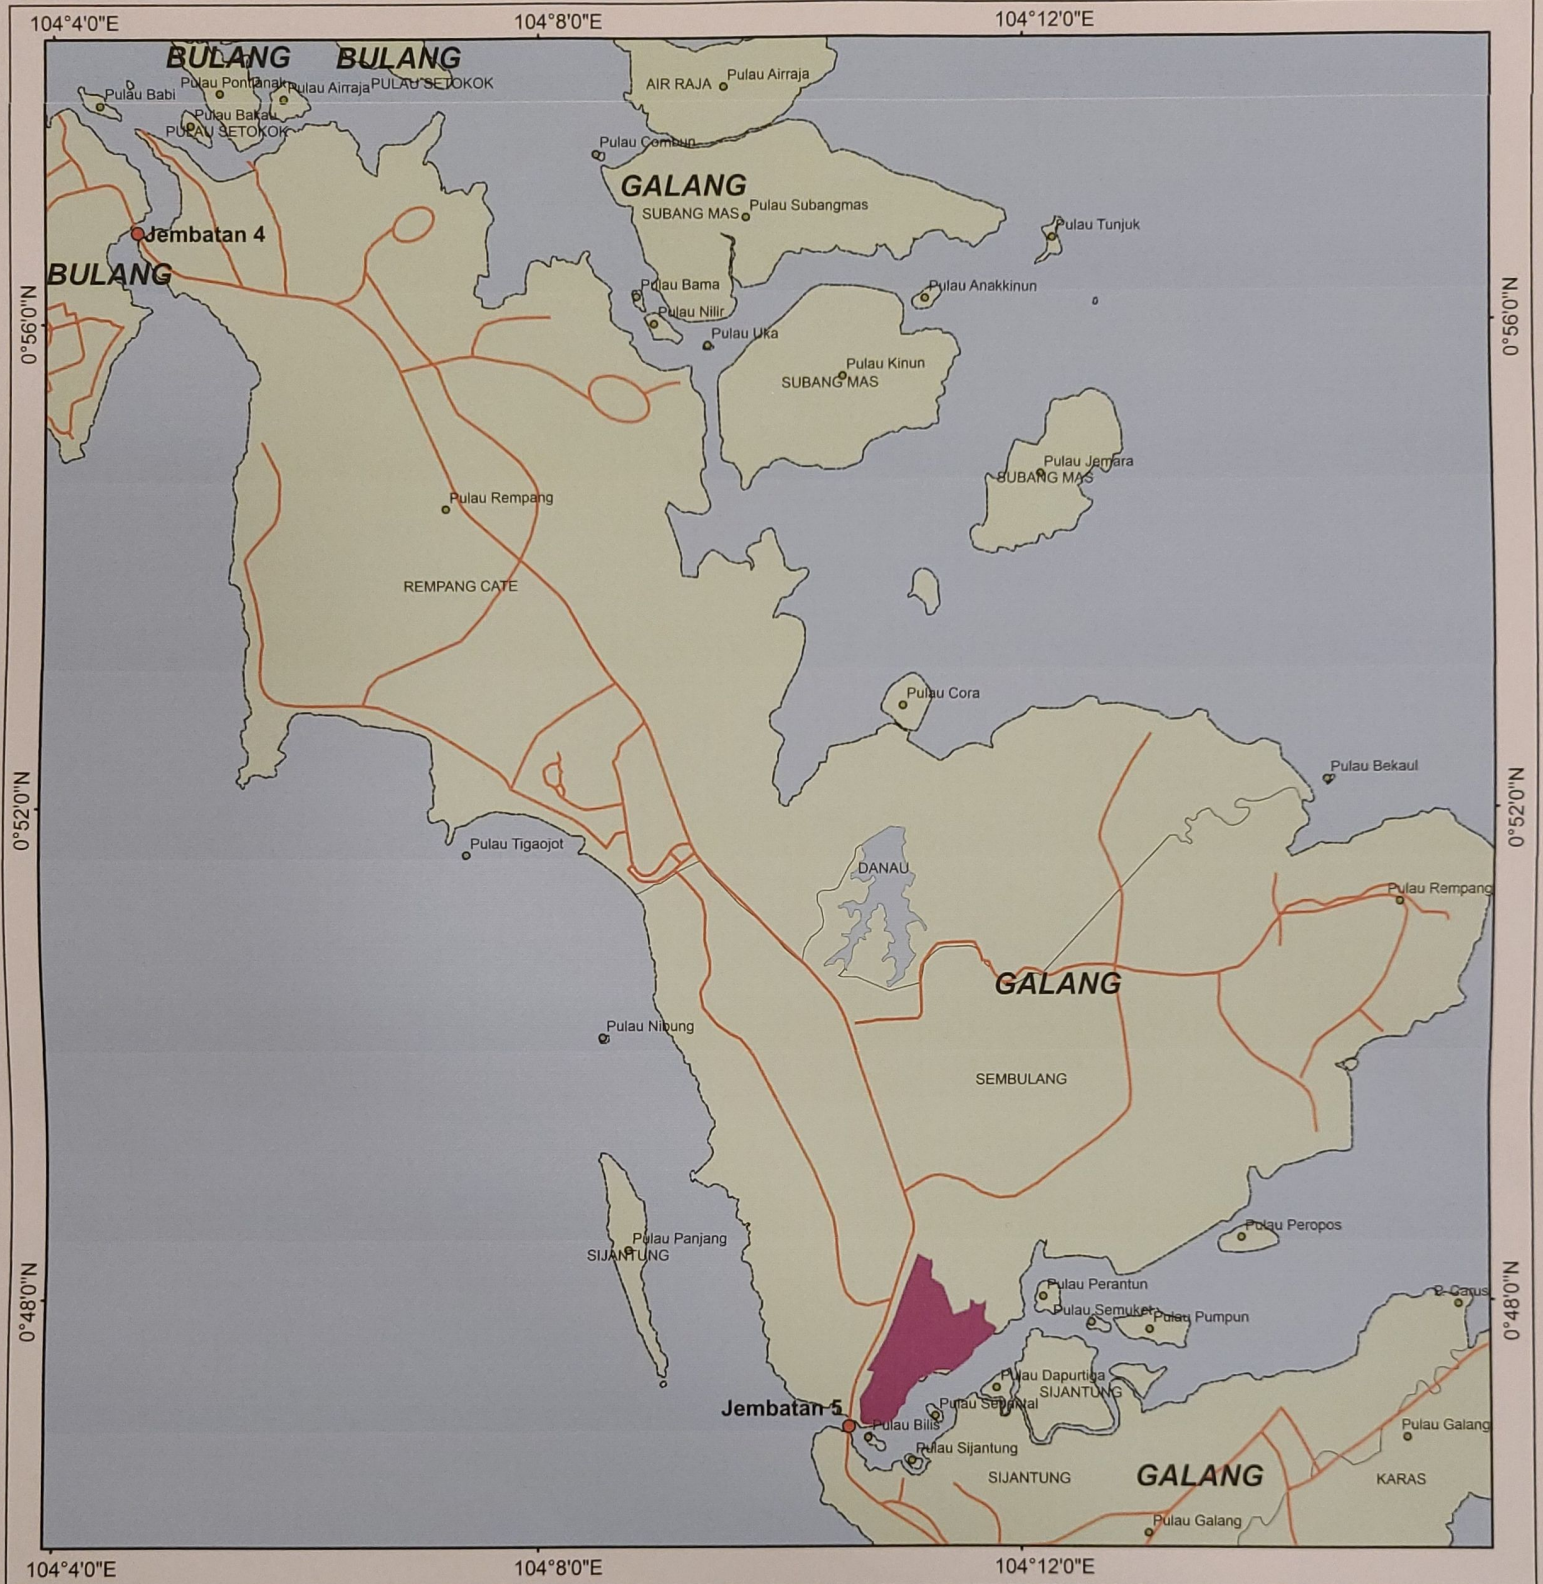 104°4'0"E
104°8'0"E
104°12'0"E
BULANG
BULANG
AIR RAJA
Pulau Airraja
Pulau Babi
Pulau Pontianak
Pulau Airraja
PULAU SETOKOK
Pulau Bakau
PULAU SETOKOK
Pulau Combun
GALANG
SUBANG MAS
Pulau Subangmas
Pulau Tunjuk
Jembatan 4
BULANG
Pulau Bama
Pulau Anakkinun
0°56'0"N
0°56'0"N
Pulau Nilir
Pulau Uka
Pulau Kinun
SUBANG MAS
Pulau Jemara
SUBANG MAS
Pulau Rempang
REMPANG CATE
Pulau Cora
Pulau Bekaul
0°52'0"N
0°52'0"N
Pulau Tigaojot
DANAU
Pulau Rempang
GALANG
Pulau Nibung
SEMBULANG
Pulau Panjang
SIJANTUNG
Pulau Peropos
0°48'0"N
0°48'0"N
Pulau Perantun
Pulau Semuket
Pulau Pumpun
Pulau Dapurtiga
SIJANTUNG
Jembatan 5
Pulau Bilis
Pulau Galang
Pulau Sijantung
SIJANTUNG
GALANG
KARAS
Pulau Galang
104°4'0"E
104°8'0"E
104°12'0"E